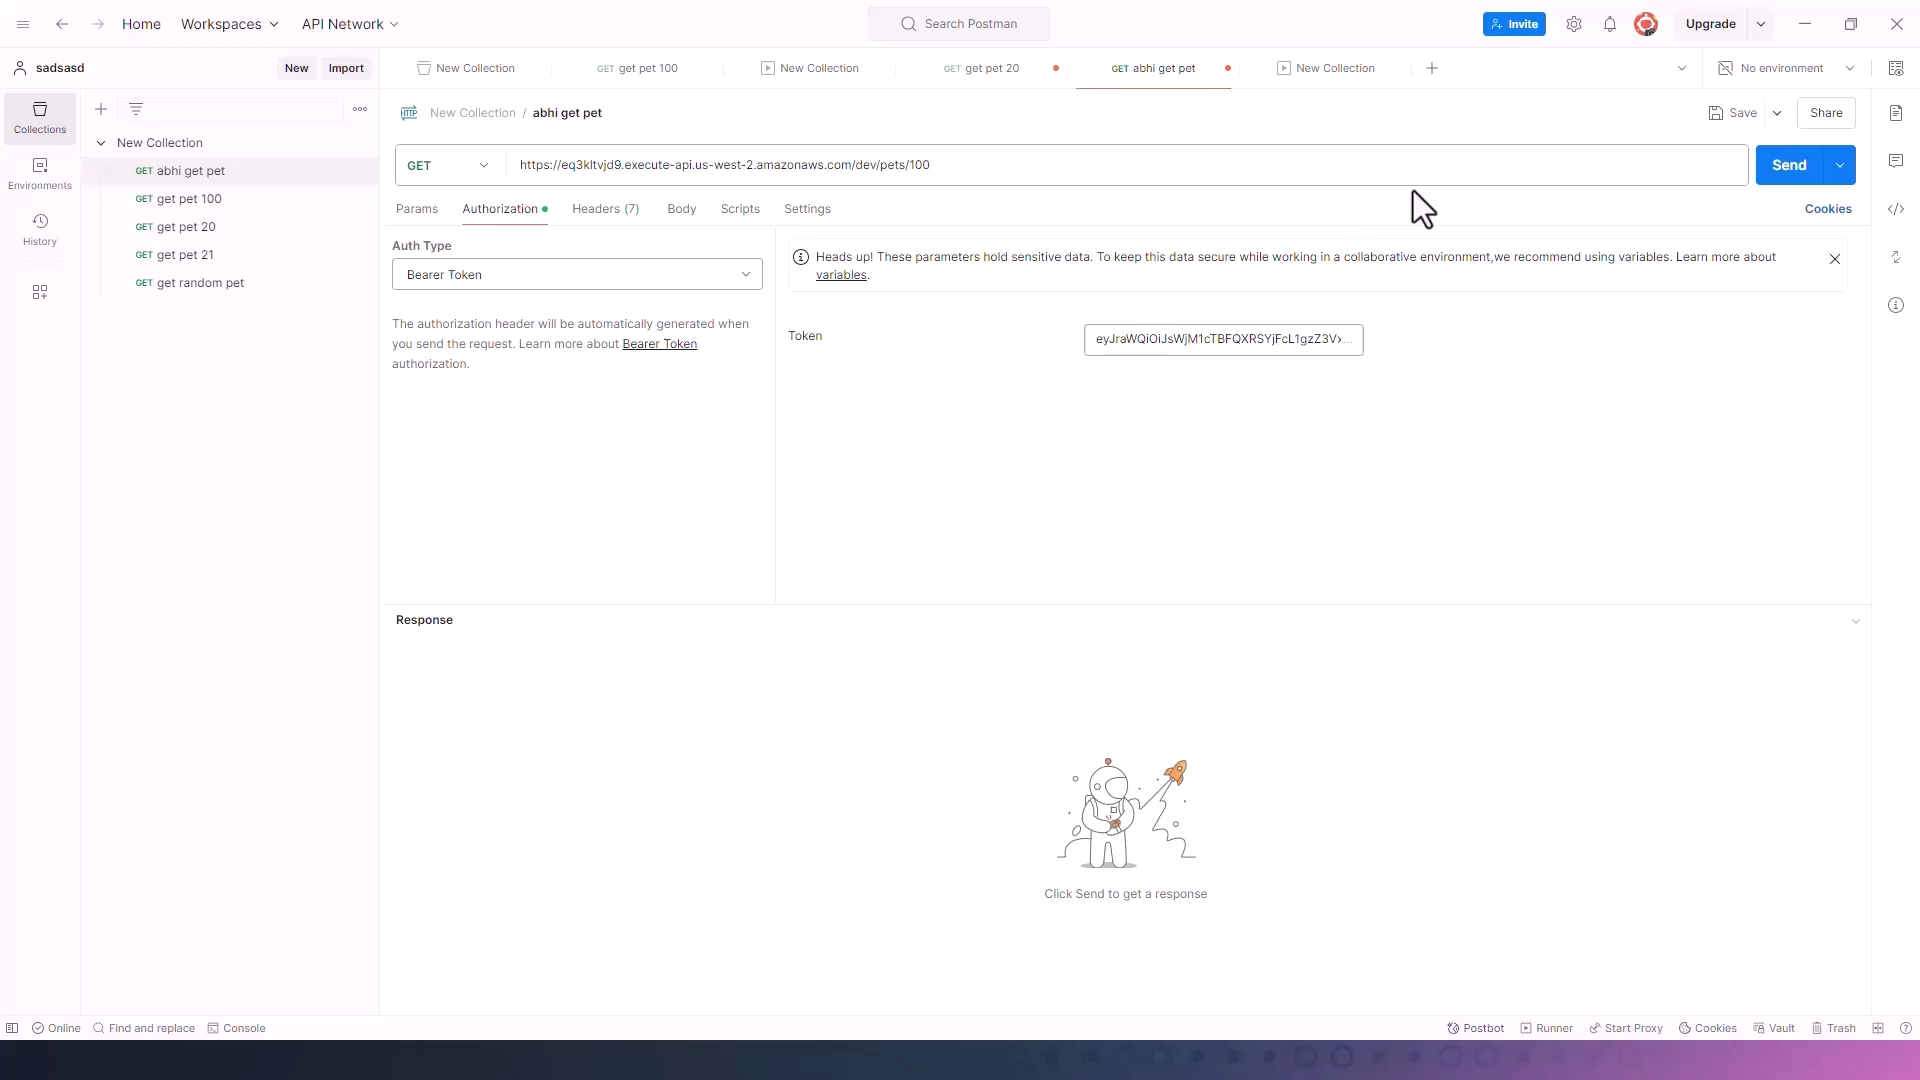 Home
Workspaces
API Network
Search Postman
Invite
Upgrade
sadsasd
New
Import
New Collection
GET get pet 100
New Collection
GET get pet 20
GET abhi get pet
New Collection
No environment
Collections
Environments
History
New Collection
GET abhi get pet
GET get pet 100
GET get pet 20
GET get pet 21
GET get random pet
HTTP
New Collection / abhi get pet
Save
Share
GET
https://eq3kltvjd9.execute-api.us-west-2.amazonaws.com/dev/pets/100
Send
Params
Authorization
Headers (7)
Body
Scripts
Settings
Cookies
Auth Type
Bearer Token
The authorization header will be automatically generated when
you send the request. Learn more about Bearer Token
authorization.
Heads up! These parameters hold sensitive data. To keep this data secure while working in a collaborative environment,we recommend using variables. Learn more about
variables.
Token
Response
Click Send to get a response
Online
Find and replace
Console
Postbot
Runner
Start Proxy
Cookies
Vault
Trash